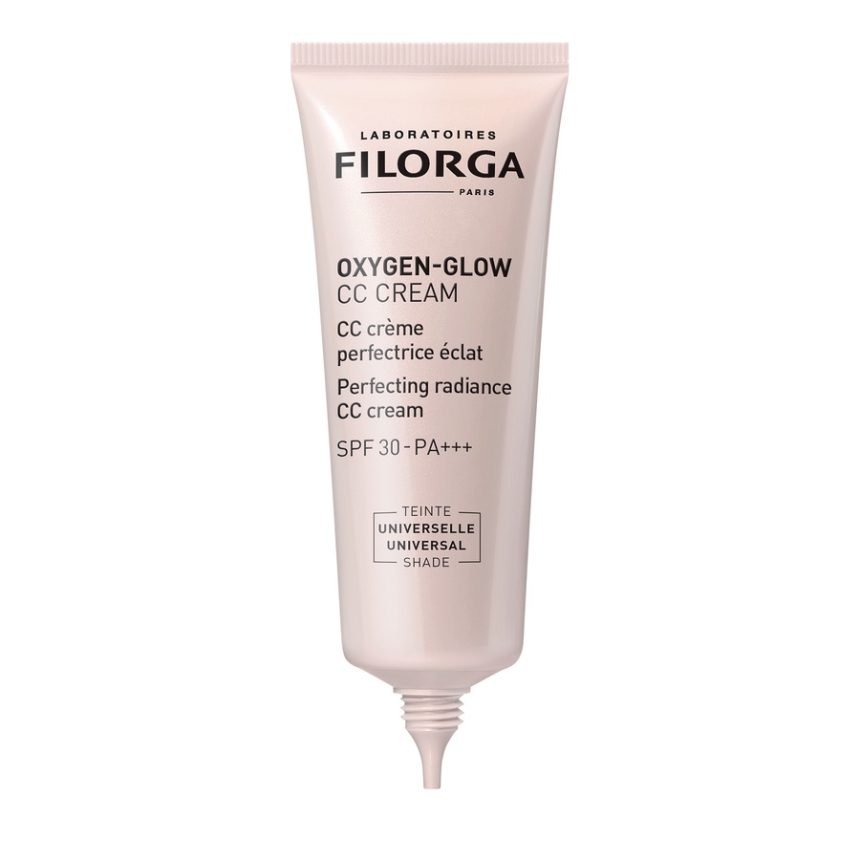 LABORATOIRES
FILORGA
PARIS
OXYGEN-GLOW
CC CREAM
CC crème
perfectrice éclat
Perfecting radiance
CC cream
SPF 30-PA+++
TEINTE
UNIVERSELLE
UNIVERSAL
SHADE